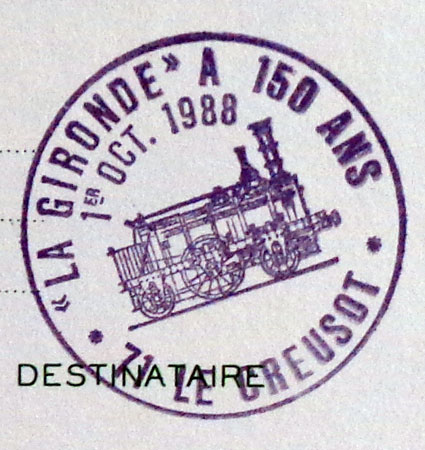 « LA GIRONDE » A 150 ANS
1ER OCT. 1988
* 71 LE CREUSOT *
DESTINATAIRE